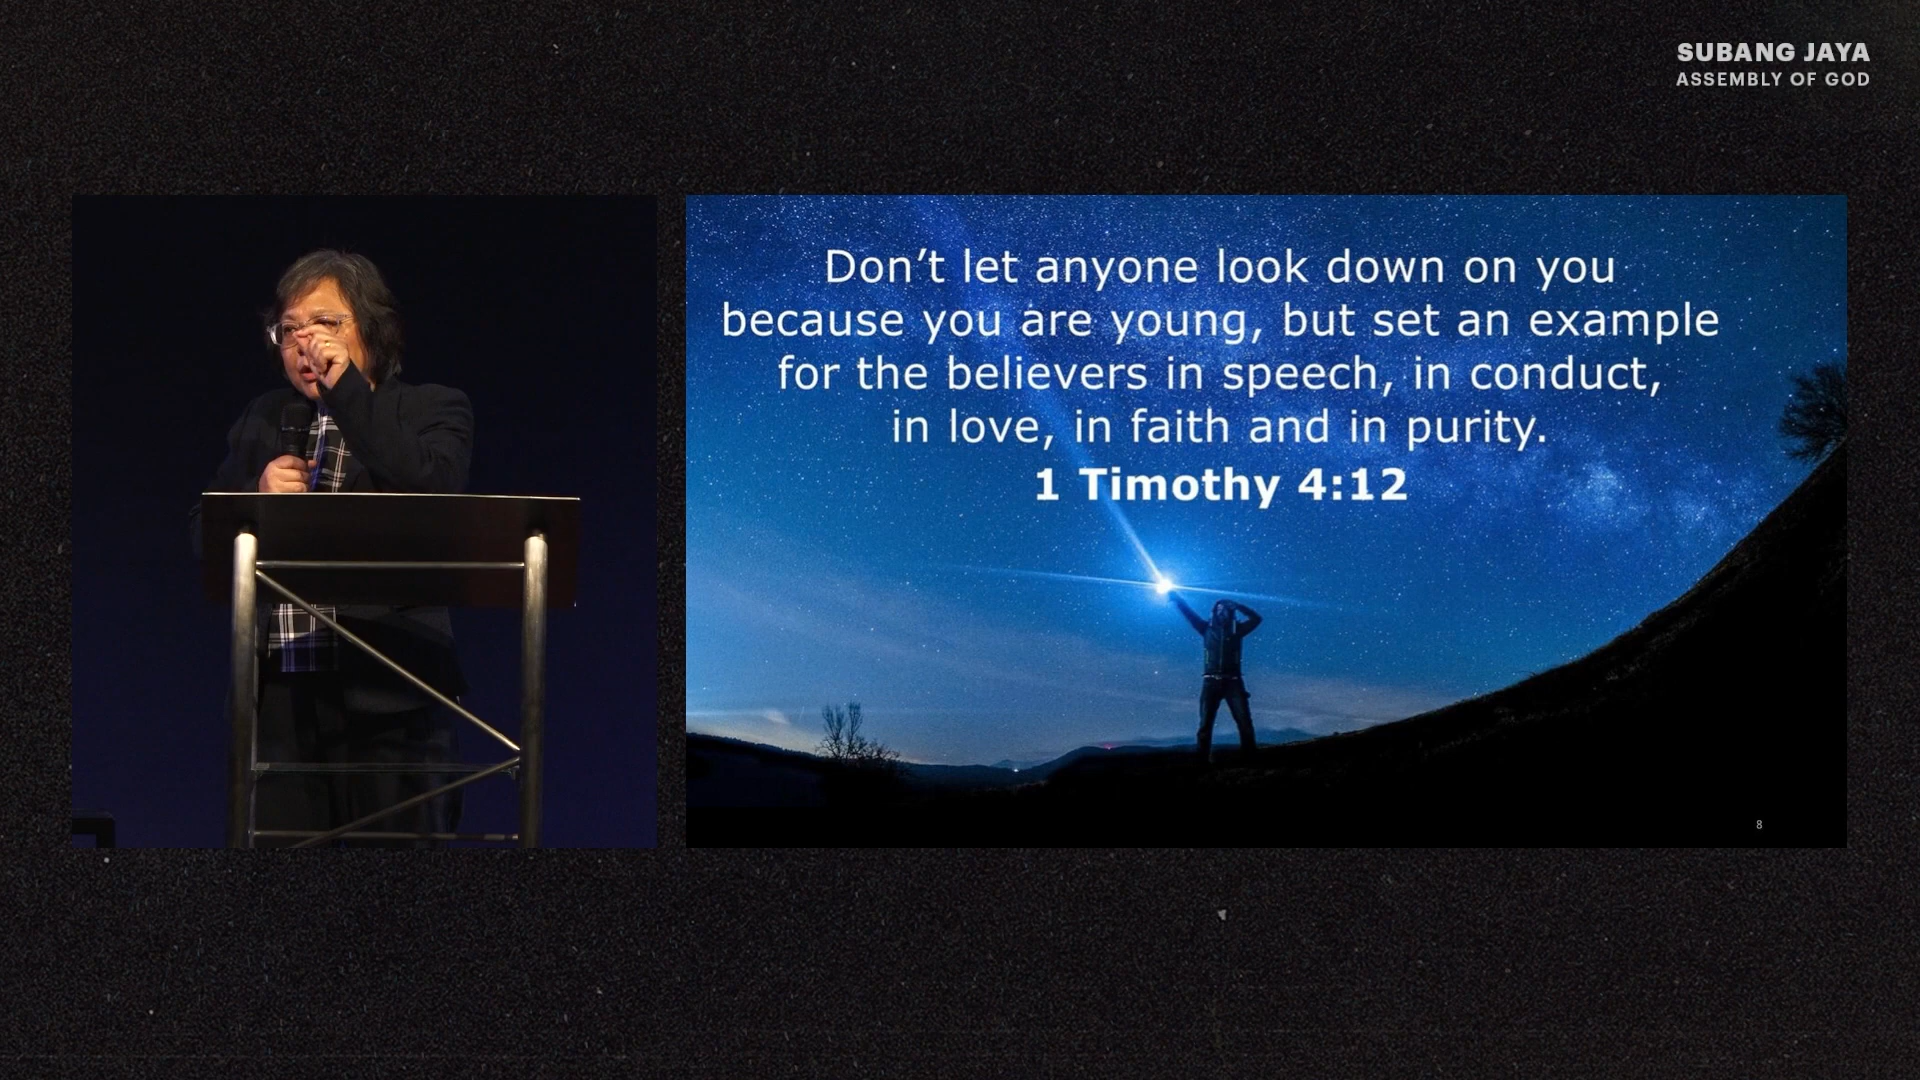 SUBANG JAYA
ASSEMBLY OF GOD
Don’t let anyone look down on you
because you are young, but set an example
for the believers in speech, in conduct,
in love, in faith and in purity.
1 Timothy 4:12
8